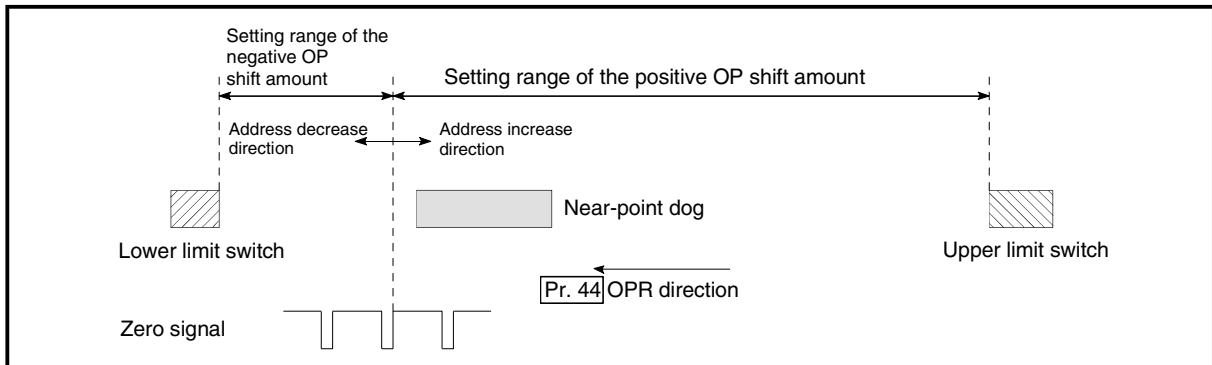 Setting range of the
negative OP
shift amount
Setting range of the positive OP shift amount
Address decrease
direction
Address increase
direction
Near-point dog
Lower limit switch
Upper limit switch
Pr. 44 OPR direction
Zero signal